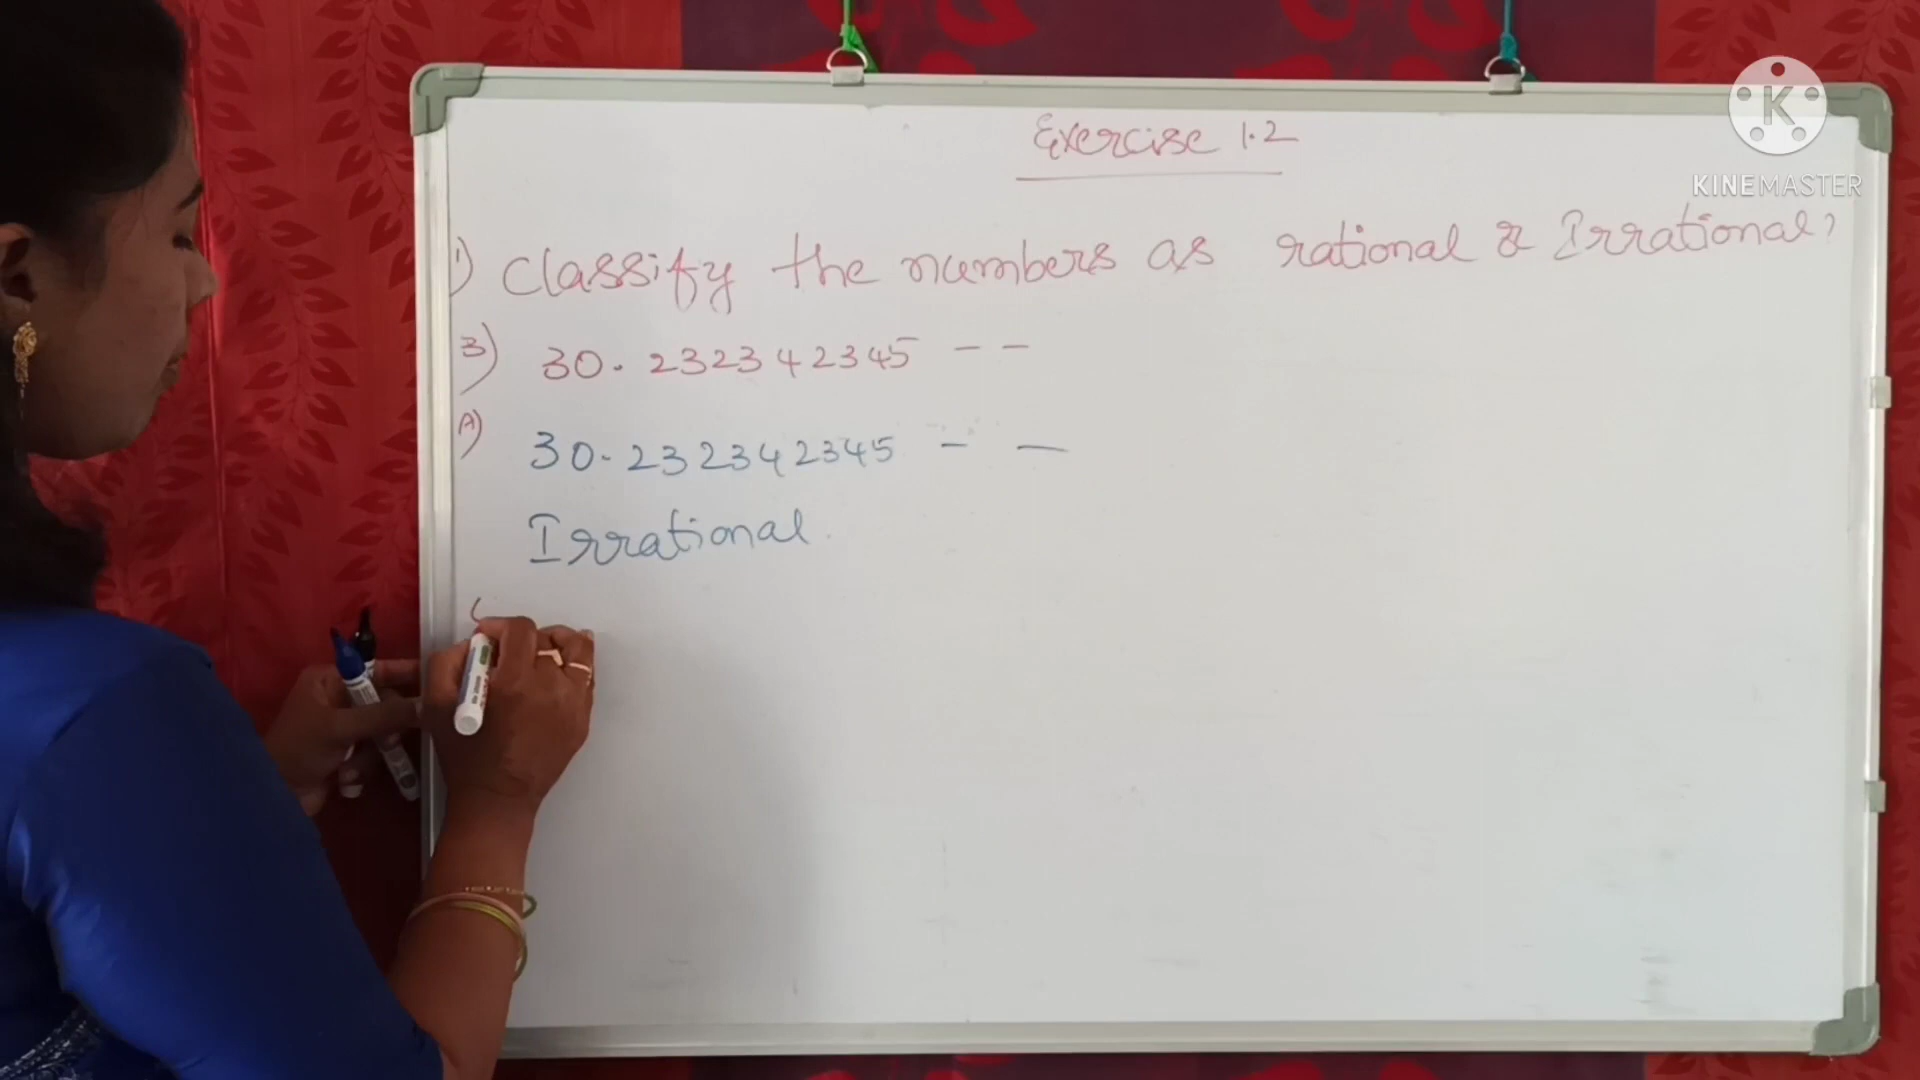 Exercise 1.2
K
KINEMASTER
1) Classify the numbers as rational & Irrational?
3) 30.232342345 - -
A) 30.232342345 - -
Irrational.